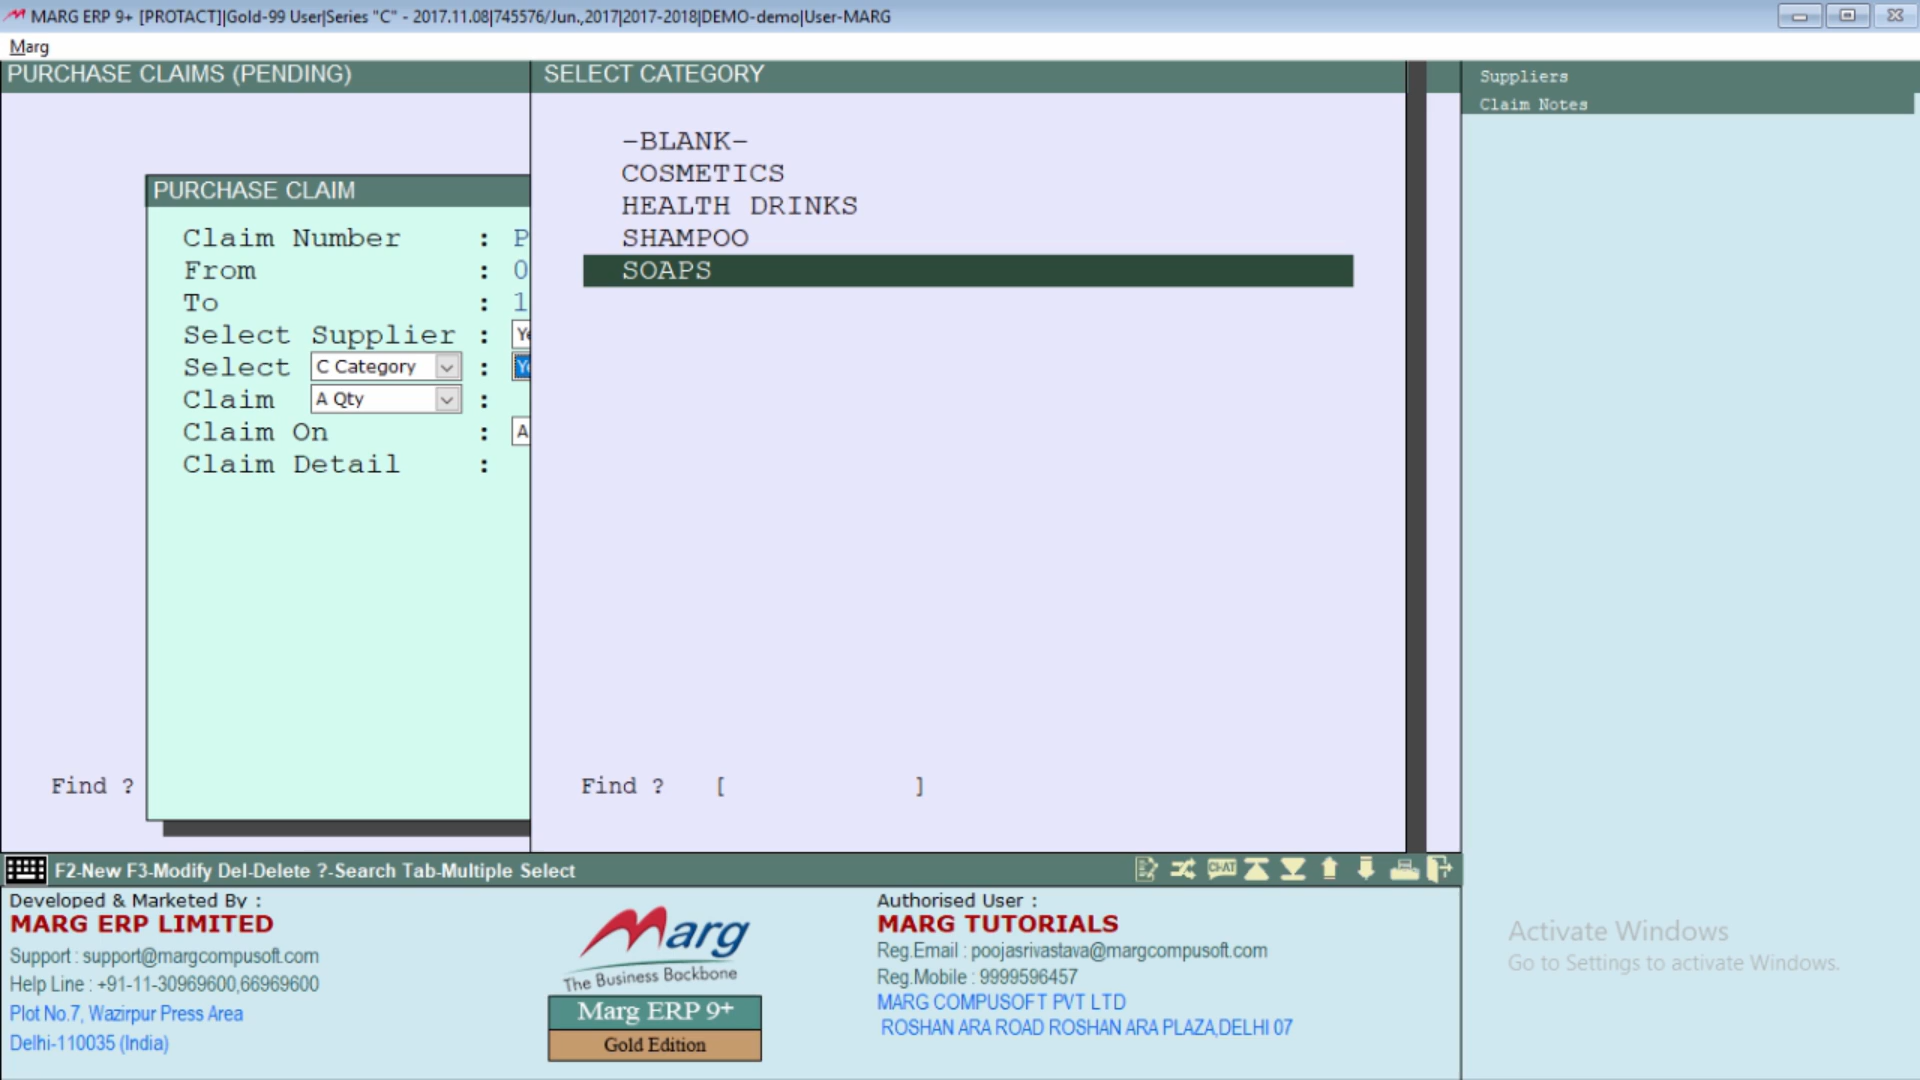 MARG ERP 9+ [PROTACT]|Gold-99 User|Series "C" - 2017.11.08|745576/Jun.,2017|2017-2018|DEMO-demo|User-MARG
Marg
PURCHASE CLAIMS (PENDING)
SELECT CATEGORY
Suppliers
Claim Notes
-BLANK-
COSMETICS
HEALTH DRINKS
SHAMPOO
SOAPS
PURCHASE CLAIM
Claim Number : P
From : 0
To : 1
Select Supplier : Ye
Select C Category : Ye
Claim A Qty :
Claim On : A
Claim Detail :
Find ?
Find ? [ ]
F2-New F3-Modify Del-Delete ?-Search Tab-Multiple Select
CHAT
Developed & Marketed By :
MARG ERP LIMITED
Support : support@margcompusoft.com
Help Line : +91-11-30969600,66969600
Plot No.7, Wazirpur Press Area
Delhi-110035 (India)
Marg
The Business Backbone
Marg ERP 9+
Gold Edition
Authorised User :
MARG TUTORIALS
Reg.Email : poojasrivastava@margcompusoft.com
Reg.Mobile : 9999596457
MARG COMPUSOFT PVT LTD
ROSHAN ARA ROAD ROSHAN ARA PLAZA,DELHI 07
Activate Windows
Go to Settings to activate Windows.